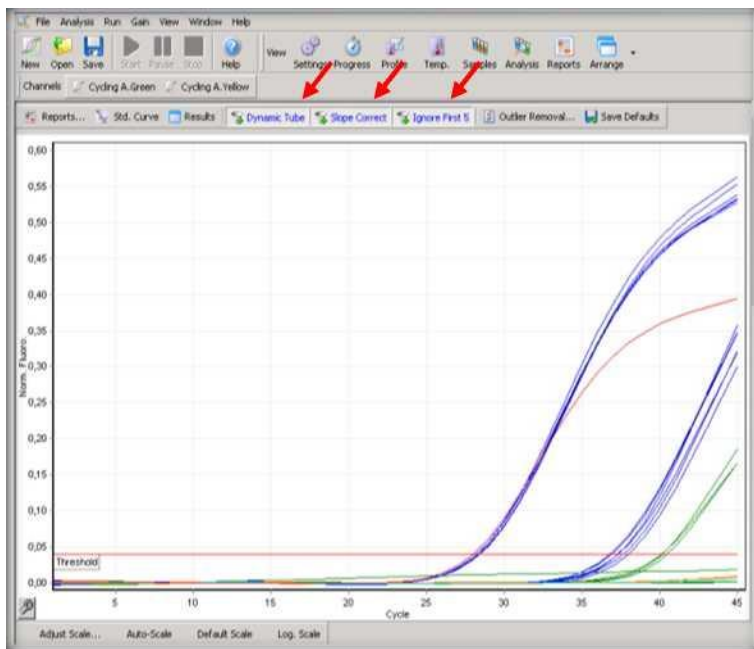 File Analysis Run Gain View Window Help
New Open Save Start Pause Stop Help View Settings Progress Profile Temp. Samples Analysis Reports Arrange
Channels Cycling A.Green Cycling A.Yellow
Reports... Std. Curve Results Dynamic Tube Slope Correct Ignore First 5 Outlier Removal... Save Defaults
0,60
0,55
0,50
0,45
0,40
0,35
Norm. Fluoro.
0,30
0,25
0,20
0,15
0,10
0,05
Threshold
0,00
5 10 15 20 25 30 35 40 45
Cycle
Adjust Scale... Auto-Scale Default Scale Log. Scale